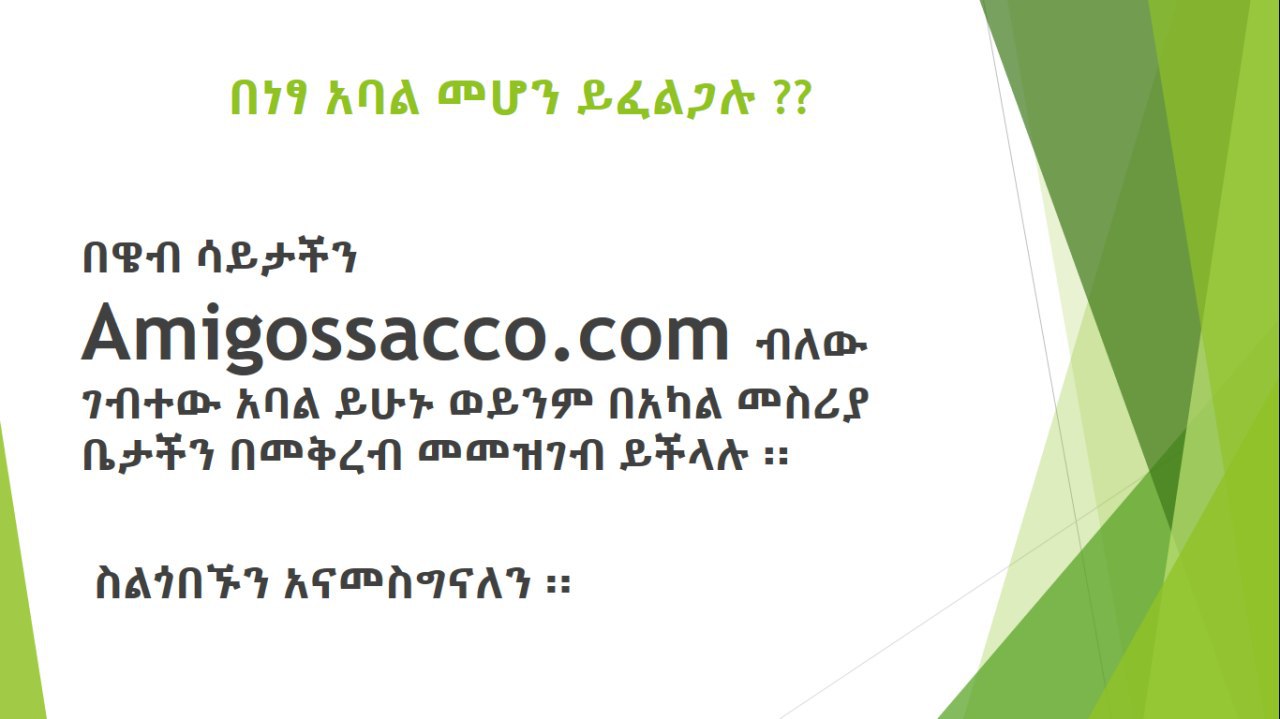 በነፃ አባል መሆን ይፈልጋሉ ??
በዌብ ሳይታችን
Amigossacco.com ብለው
ገብተው አባል ይሁኑ ወይንም በአካል መስሪያ
ቤታችን በመቅረብ መመዝገብ ይችላሉ ፡፡
ስልጎበኙን አናመስግናለን ፡፡